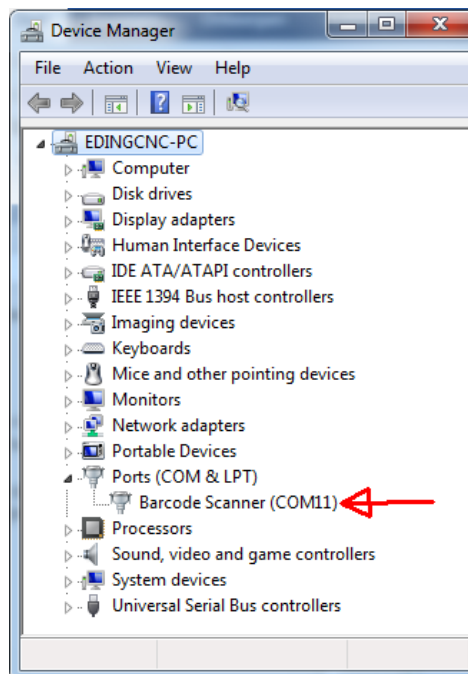 Device Manager
File Action View Help
EDINGCNC-PC
Computer
Disk drives
Display adapters
Human Interface Devices
IDE ATA/ATAPI controllers
IEEE 1394 Bus host controllers
Imaging devices
Keyboards
Mice and other pointing devices
Monitors
Network adapters
Portable Devices
Ports (COM & LPT)
Barcode Scanner (COM11)
Processors
Sound, video and game controllers
System devices
Universal Serial Bus controllers